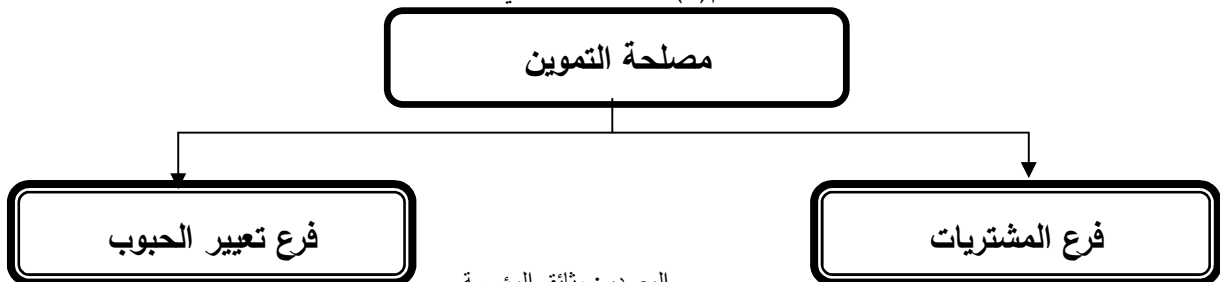 مصلحة التموين
فرع المشتريات
فرع تعيير الحبوب